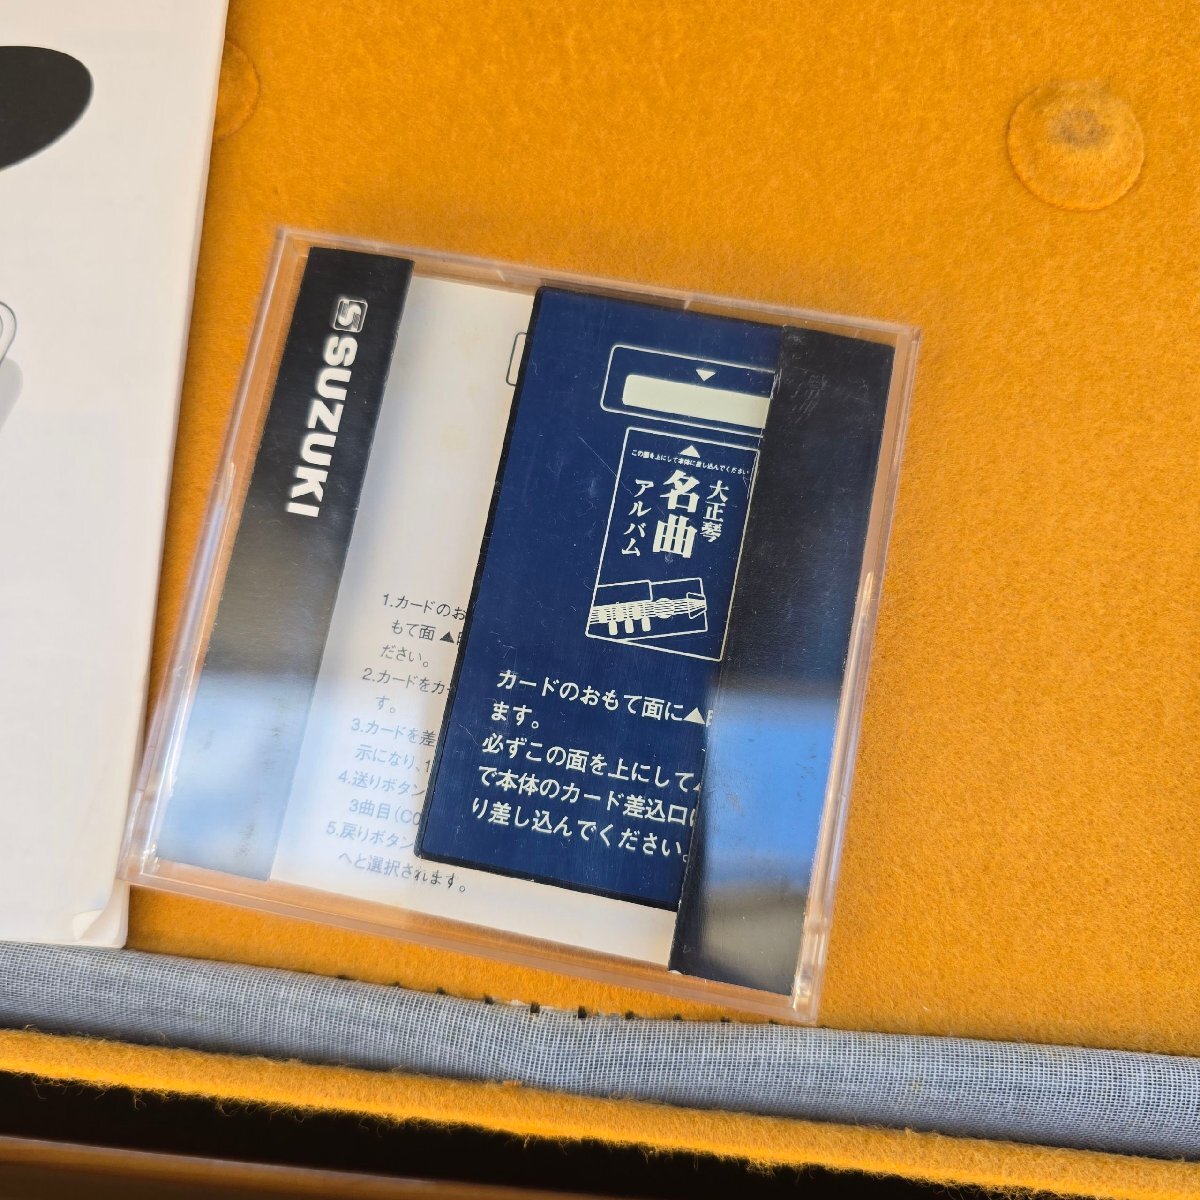 SUZUKI
1.カードのお
もて面▲
ださい。
2.カードをカ
す。
3.カードを差
示になり、
4.送りボタン
3曲目(C
5.戻りボタン
へと選択されます。
この面を上にして本体に差し込んでください
大正琴
名曲
アルバム
カードのおもて面に▲
ます。
必ずこの面を上にして
で本体のカード差込口
り差し込んでください。